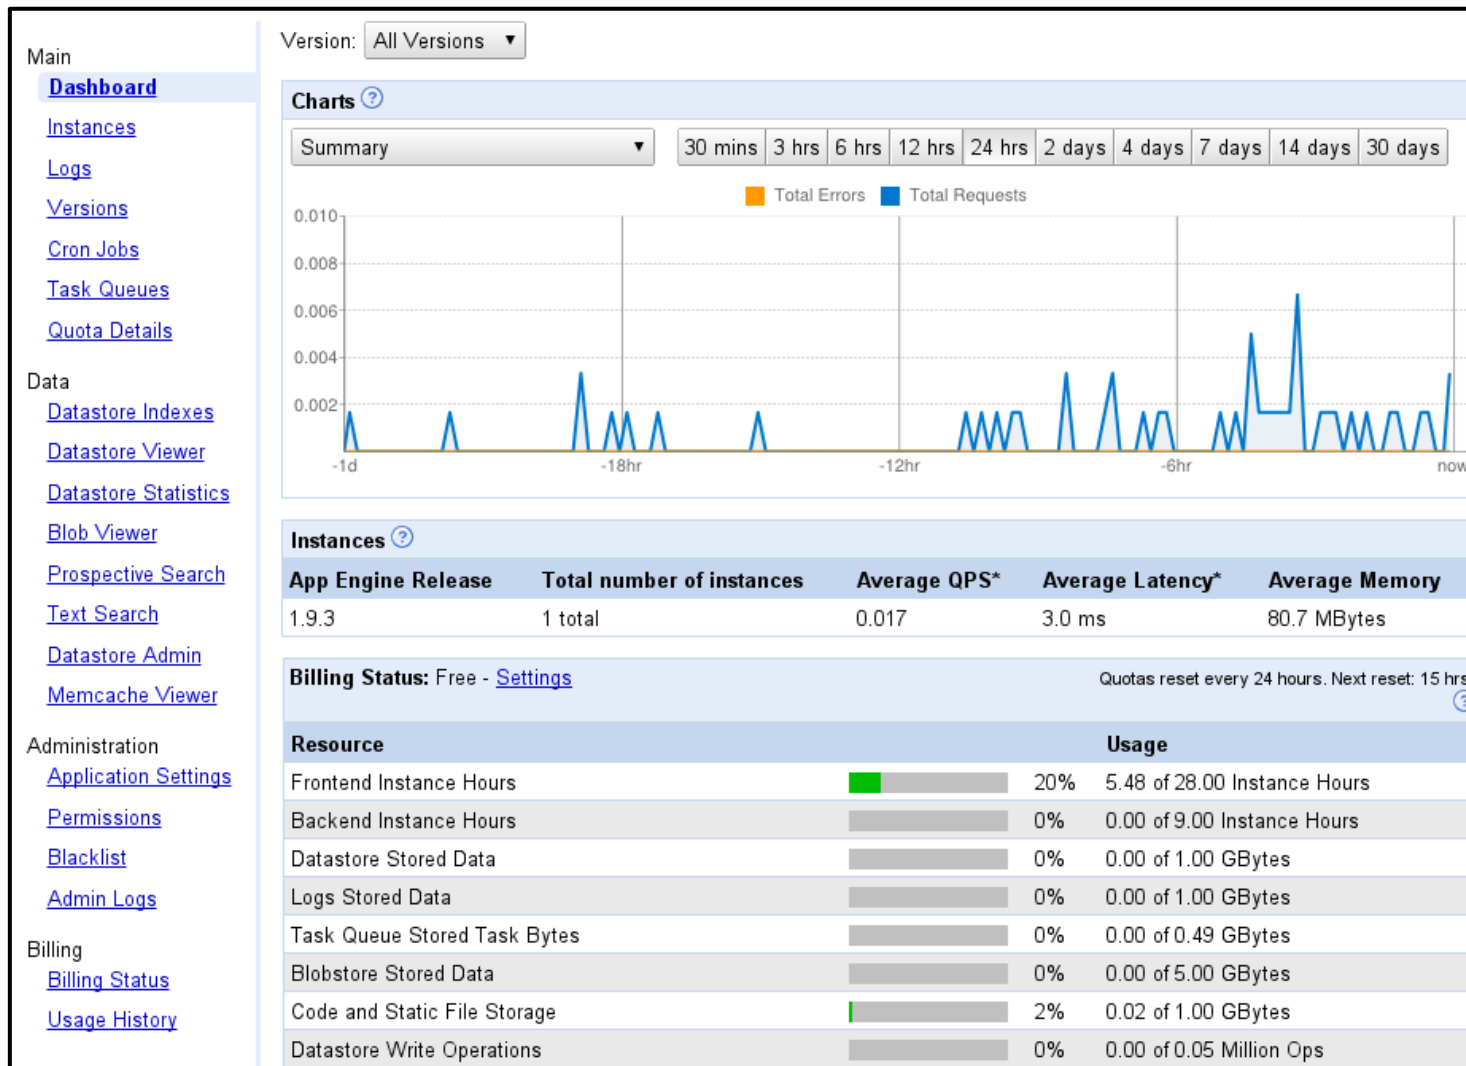 Main
Dashboard
Instances
Logs
Versions
Cron Jobs
Task Queues
Quota Details
Data
Datastore Indexes
Datastore Viewer
Datastore Statistics
Blob Viewer
Prospective Search
Text Search
Datastore Admin
Memcache Viewer
Administration
Application Settings
Permissions
Blacklist
Admin Logs
Billing
Billing Status
Usage History
Version: All Versions
Charts ?
Summary 30 mins 3 hrs 6 hrs 12 hrs 24 hrs 2 days 4 days 7 days 14 days 30 days
Total Errors Total Requests
0.010
0.008
0.006
0.004
0.002
-1d -18hr -12hr -6hr now
Instances ?
App Engine Release Total number of instances Average QPS* Average Latency* Average Memory
1.9.3 1 total 0.017 3.0 ms 80.7 MBytes
Billing Status: Free - Settings Quotas reset every 24 hours. Next reset: 15 hrs
?
Resource Usage
Frontend Instance Hours 20% 5.48 of 28.00 Instance Hours
Backend Instance Hours 0% 0.00 of 9.00 Instance Hours
Datastore Stored Data 0% 0.00 of 1.00 GBytes
Logs Stored Data 0% 0.00 of 1.00 GBytes
Task Queue Stored Task Bytes 0% 0.00 of 0.49 GBytes
Blobstore Stored Data 0% 0.00 of 5.00 GBytes
Code and Static File Storage 2% 0.02 of 1.00 GBytes
Datastore Write Operations 0% 0.00 of 0.05 Million Ops